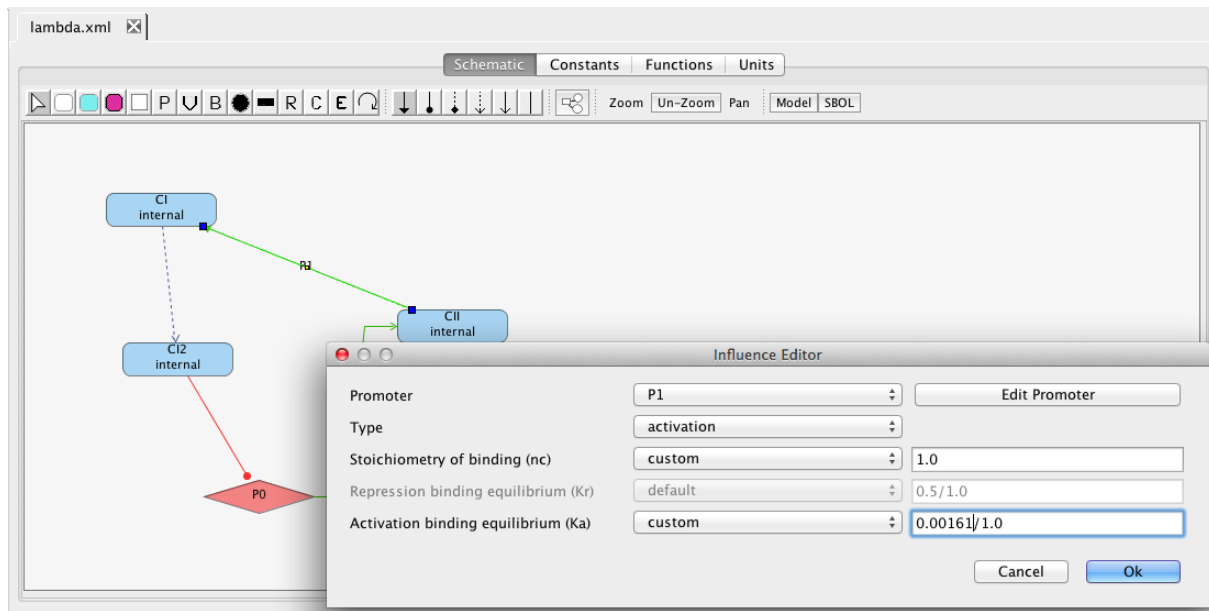 lambda.xml
Schematic Constants Functions Units
P B R C E Zoom Un-Zoom Pan Model SBOL
CI
internal
P1
CII
internal
CI2
internal
P0
Influence Editor
Promoter P1 Edit Promoter
Type activation
Stoichiometry of binding (nc) custom 1.0
Repression binding equilibrium (Kr) default 0.5/1.0
Activation binding equilibrium (Ka) custom 0.00161/1.0
Cancel Ok